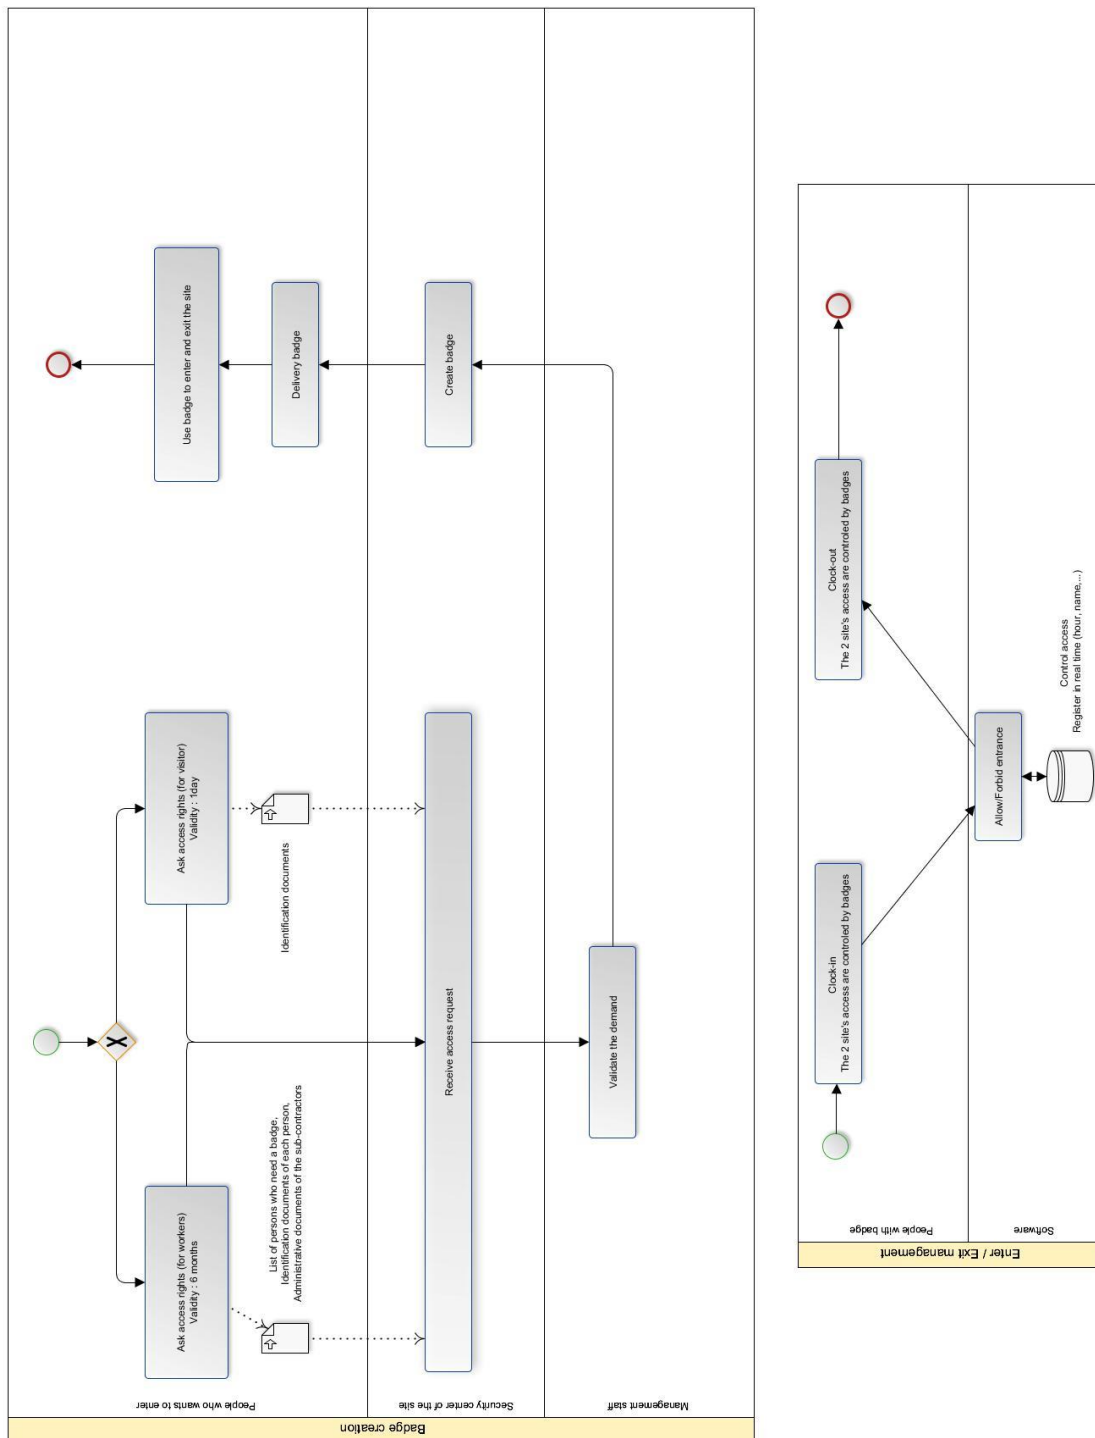 Badge creation
People who wants to enter
Security center of the site
Management staff
Ask access rights (for workers)
Validity : 6 months
Ask access rights (for visitor)
Validity : 1day
List of persons who need a badge,
Identification documents of each person,
Administrative documents of the sub-contractors
Identification documents
Receive access request
Validate the demand
Create badge
Delivery badge
Use badge to enter and exit the site
Enter / Exit management
People with badge
Software
Clock-in
The 2 site's access are controled by badges
Allow/Forbid entrance
Clock-out
The 2 site's access are controled by badges
Control access
Register in real time (hour, name,...)